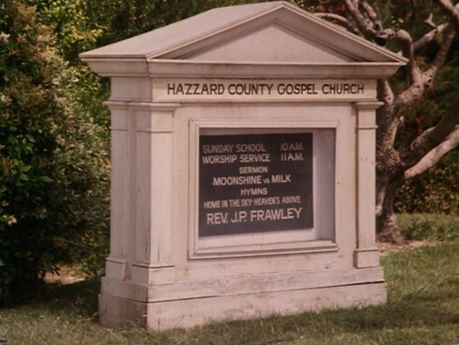 HAZZARD COUNTY GOSPEL CHURCH
SUNDAY SCHOOL 10 A.M.
WORSHIP SERVICE 11 A.M.
SERMON
MOONSHINE VS. MILK
HYMNS
HOME IN THE SKY-HEAVEN'S ABOVE
REV. J.P. FRAWLEY